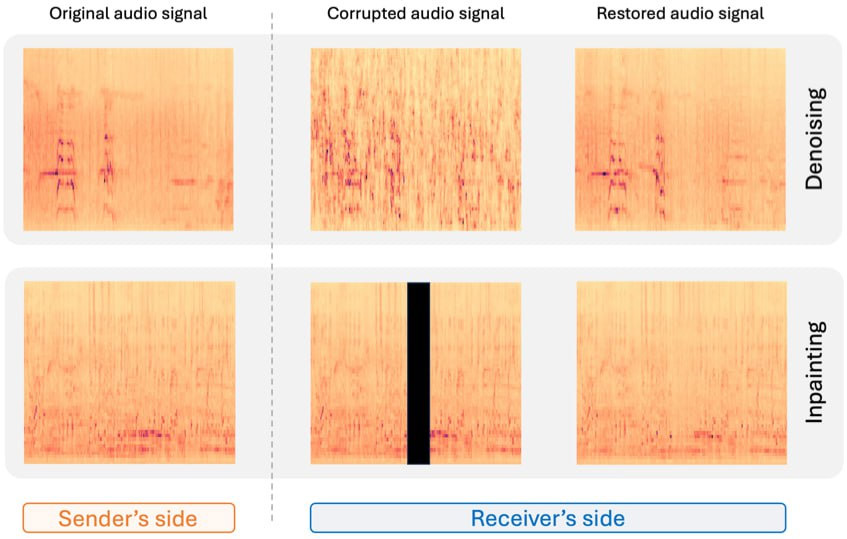 Original audio signal
Corrupted audio signal
Restored audio signal
Denoising
Inpainting
Sender's side
Receiver's side